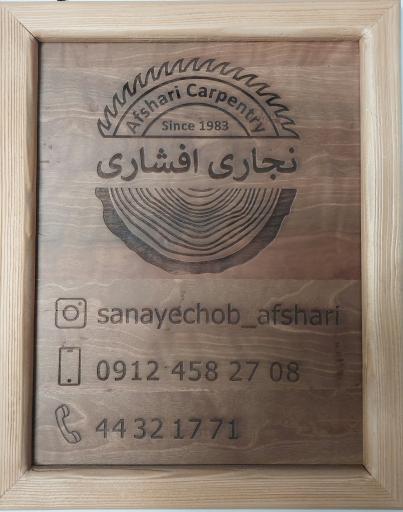 Afshari Carpentry
Since 1983
نجاری افشاری
sanayechob_afshari
0912 458 27 08
44 32 17 71